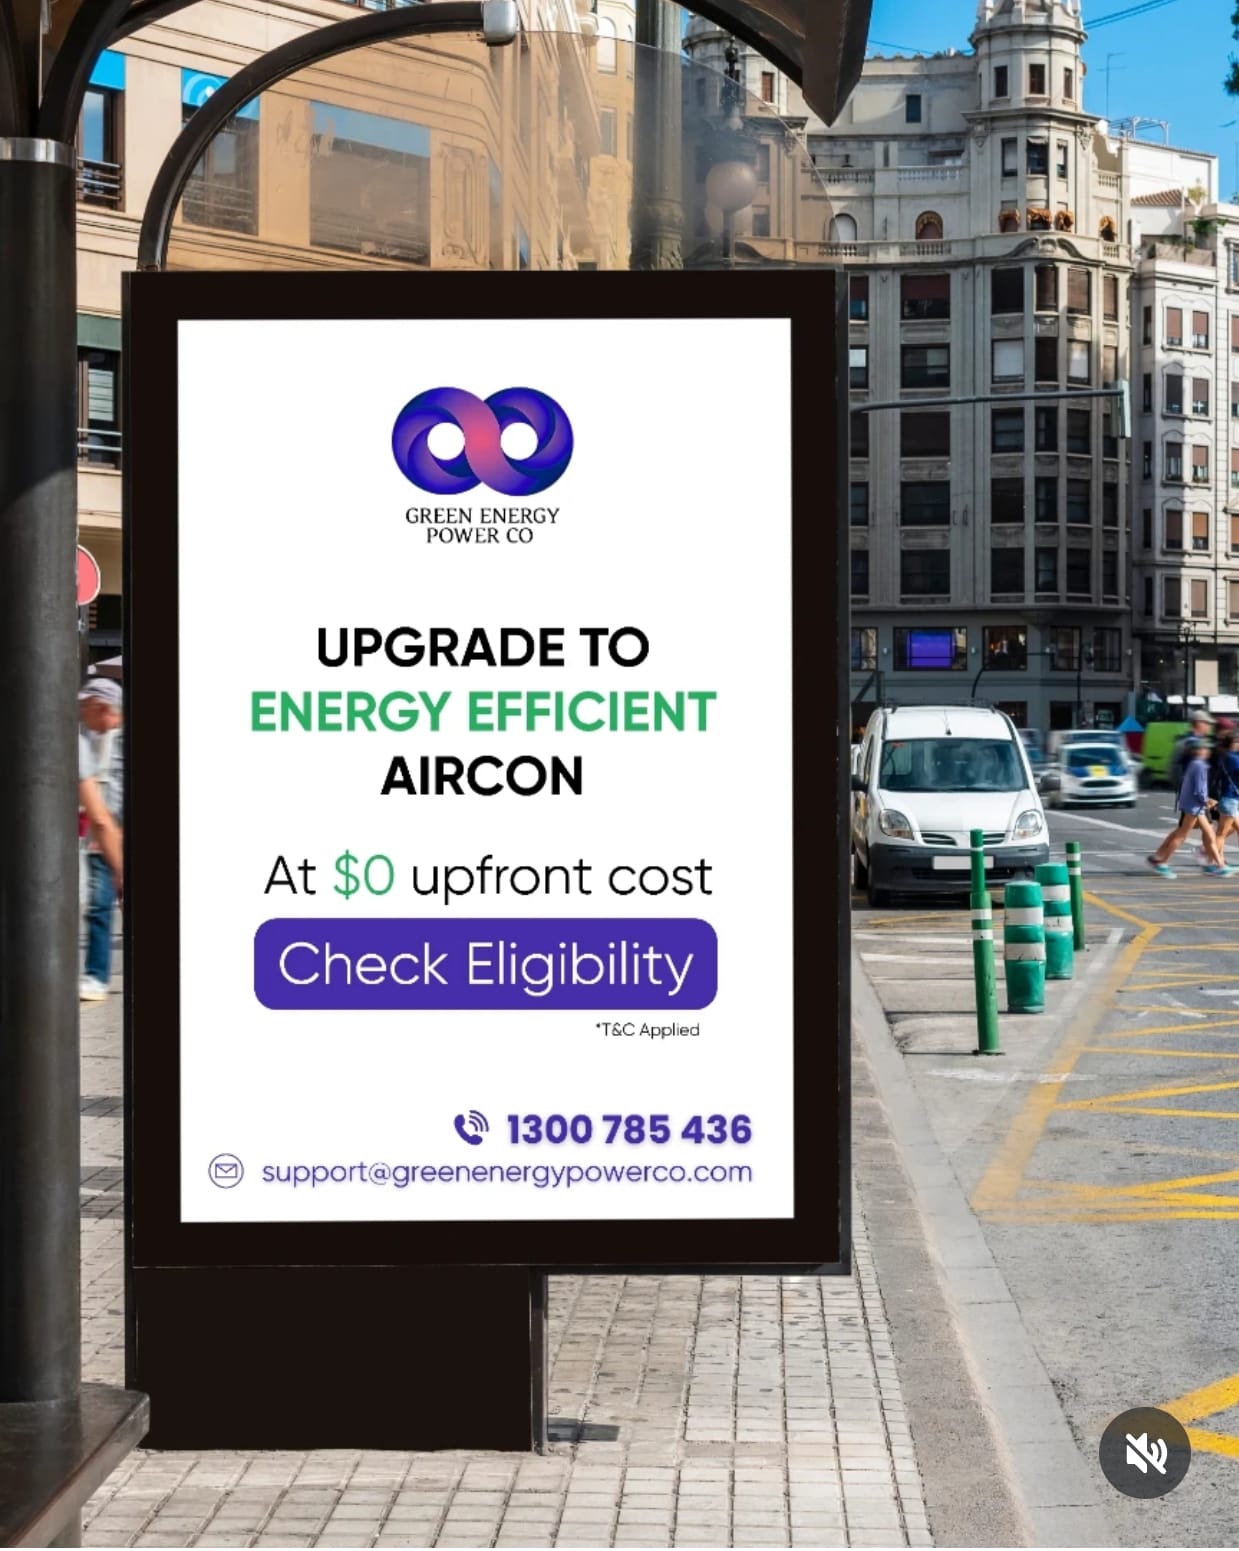 GREEN ENERGY
POWER CO
UPGRADE TO
ENERGY EFFICIENT
AIRCON
At $0 upfront cost
Check Eligibility
*T&C Applied
1300 785 436
support@greenenergypowerco.com